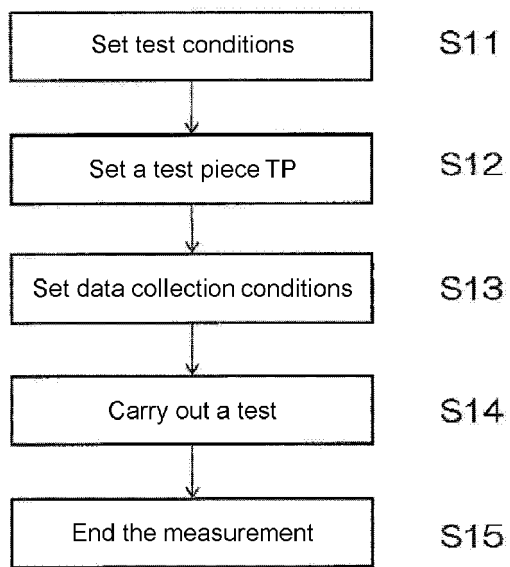 Set test conditions S11
Set a test piece TP S12
Set data collection conditions S13
Carry out a test S14
End the measurement S15